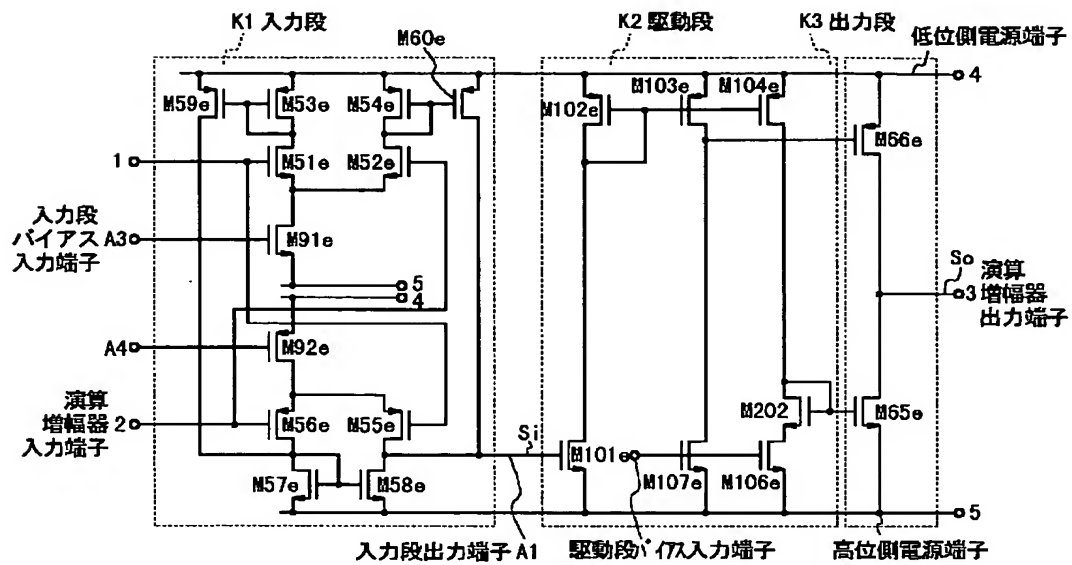 K1 入力段
K2 駆動段
K3 出力段
M60e
低位側電源端子
4
M59e
M53e
M54e
M102e
M103e
M104e
M66e
1
M51e
M52e
入力段
バイアス
入力端子
A3
M91e
5
4
So
3
演算
増幅器
出力端子
A4
M92e
演算
増幅器
入力端子
2
M56e
M55e
M202
M65e
Si
M101e
M57e
M58e
M107e
M106e
5
入力段出力端子A1
駆動段バイアス入力端子
高位側電源端子